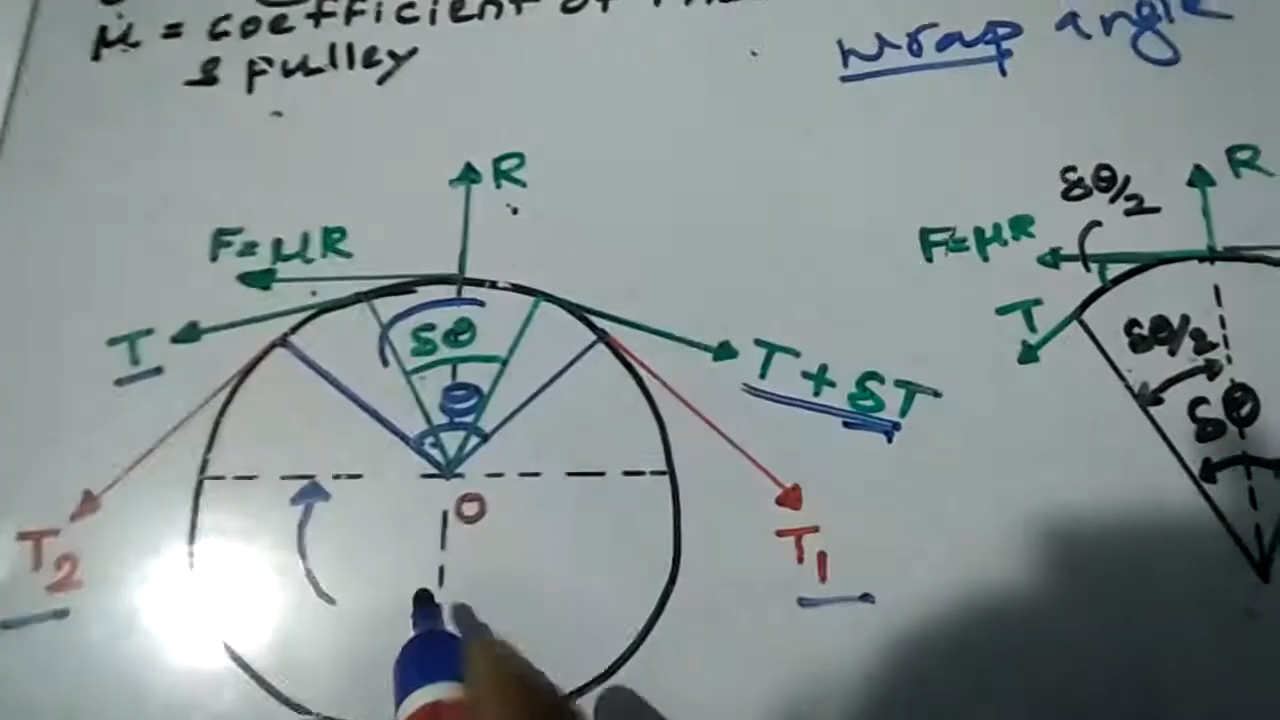 μ = coefficient of
& Pulley
wrap angle
R
F=μR
T
δθ
θ
T + δT
T2
O
T1
δθ/2
R
F=μR
T
δθ/2
δθ